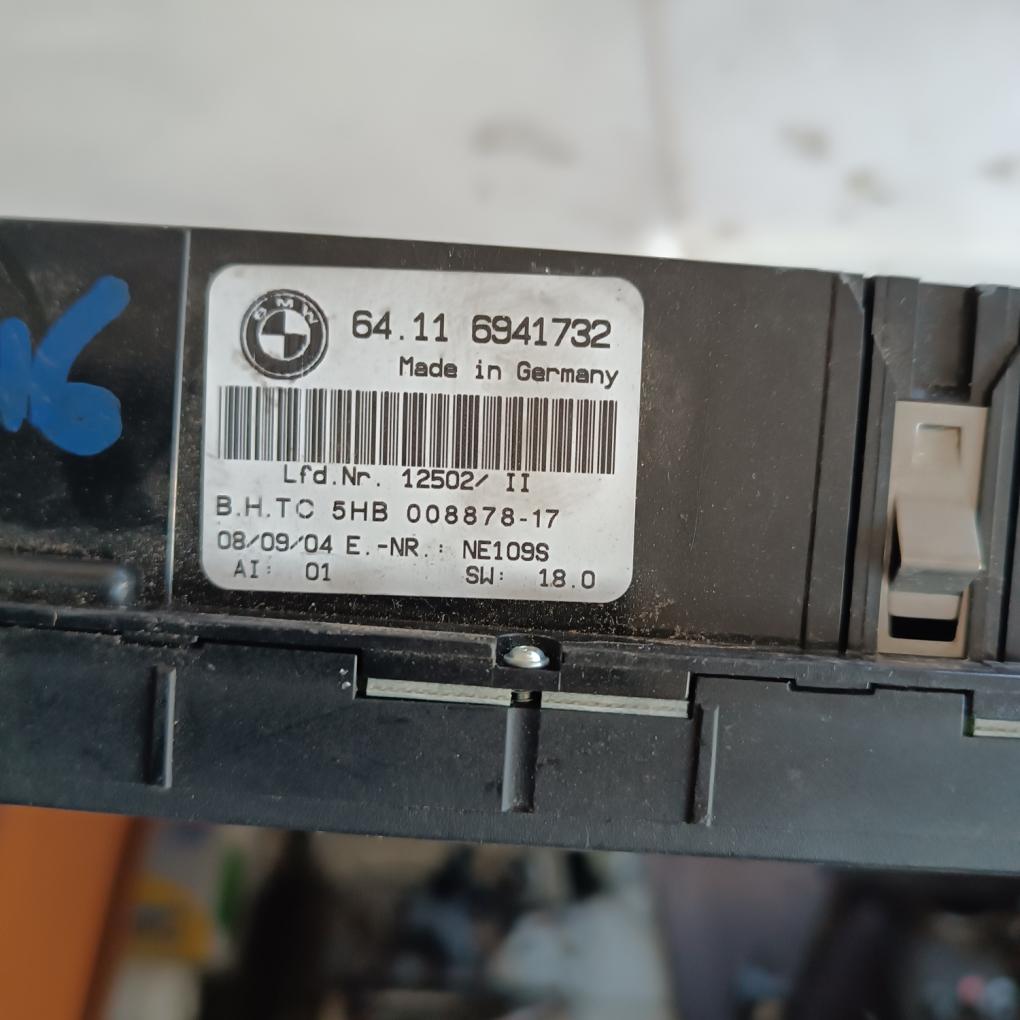 BMW
64.11 6941732
Made in Germany
Lfd.Nr. 12502/ II
B.H.TC 5HB 008878-17
08/09/04 E.-NR.: NE109S
AI: 01 SW: 18.0